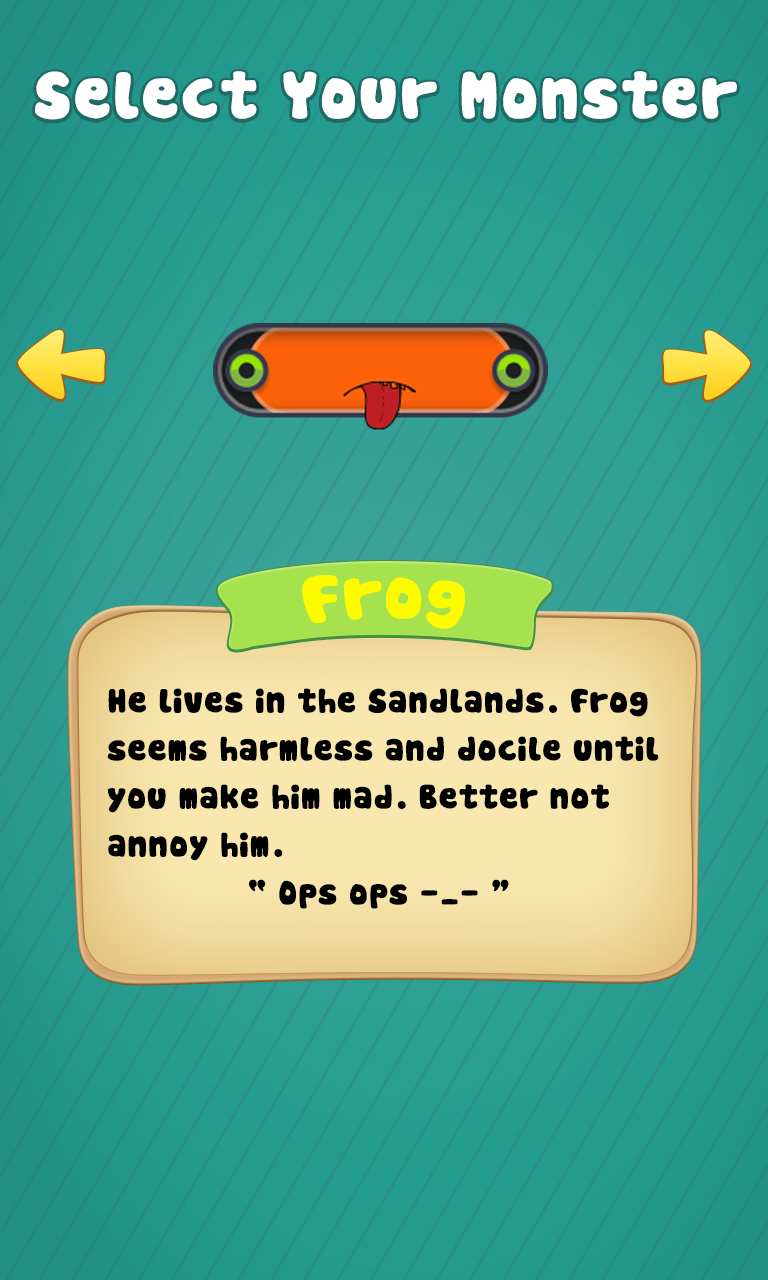 Select Your Monster
Frog
He lives in the Sandlands. Frog
seems harmless and docile until
you make him mad. Better not
annoy him.
“ Ops ops -_- ”